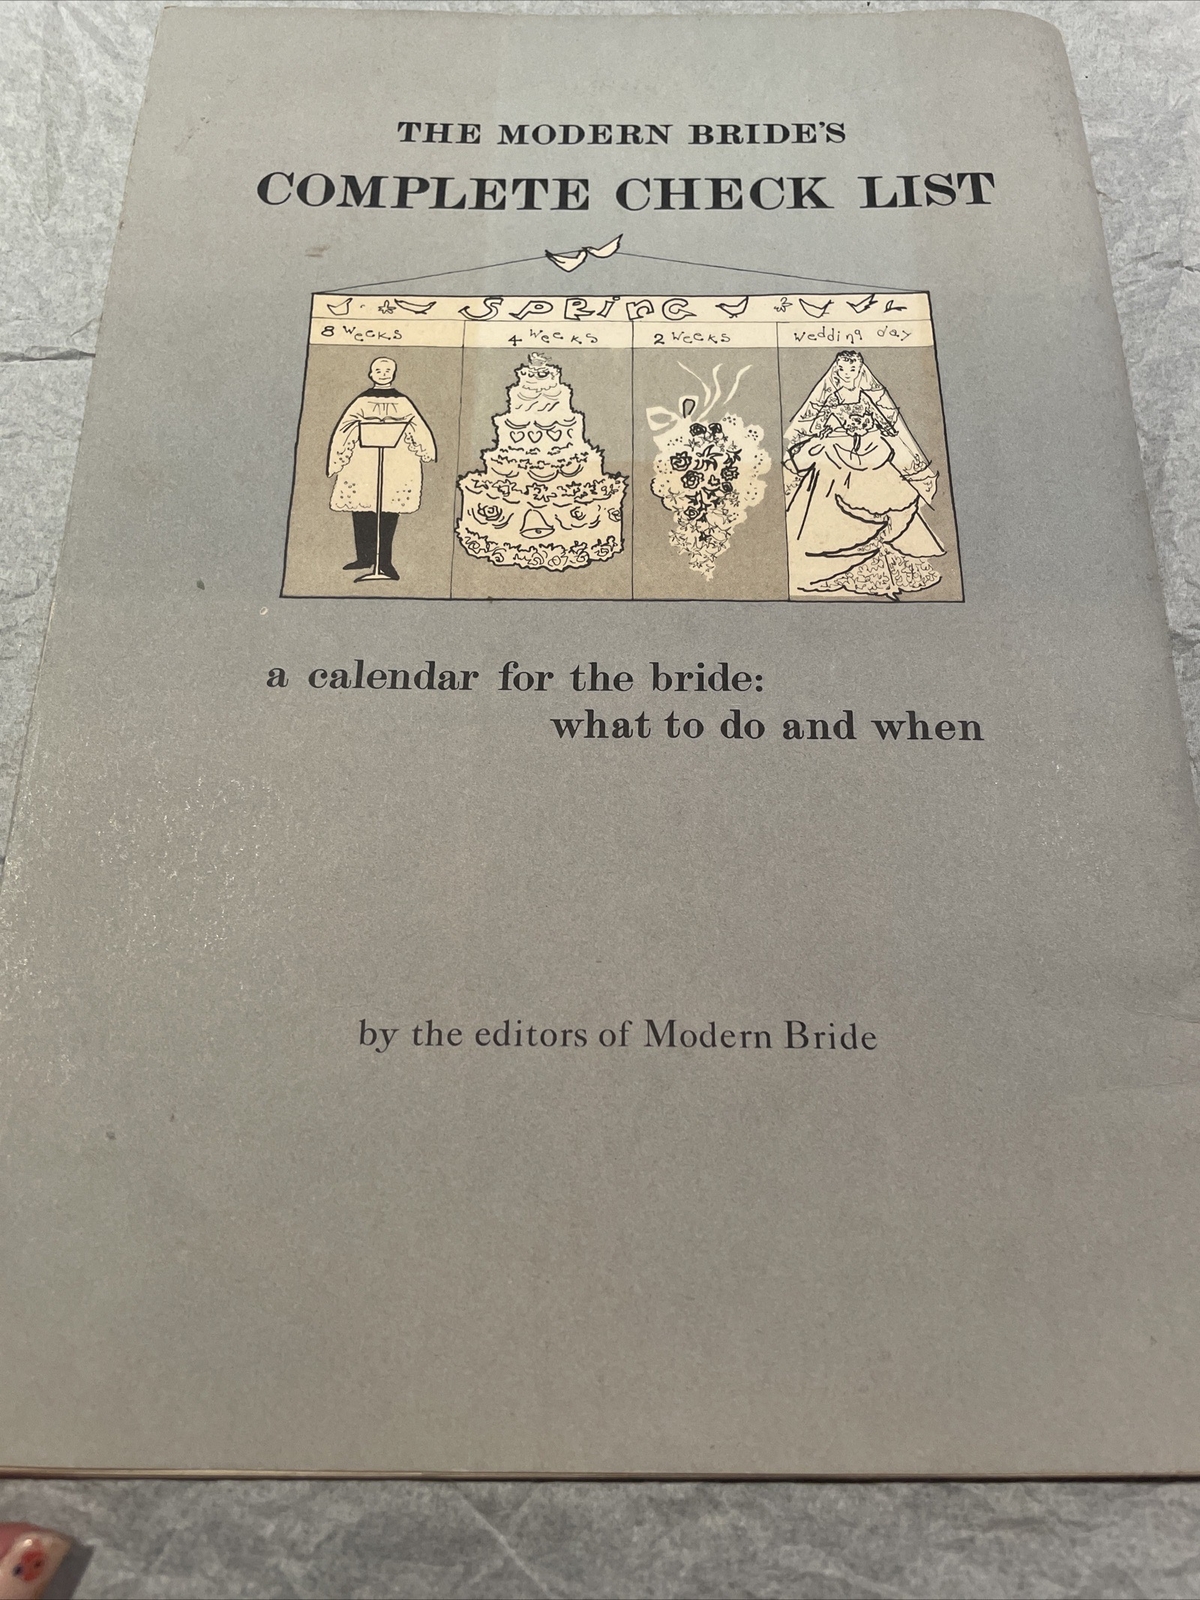 THE MODERN BRIDE'S
COMPLETE CHECK LIST
SPRING
8 weeks 4 weeks 2 weeks wedding day
a calendar for the bride:
what to do and when
by the editors of Modern Bride